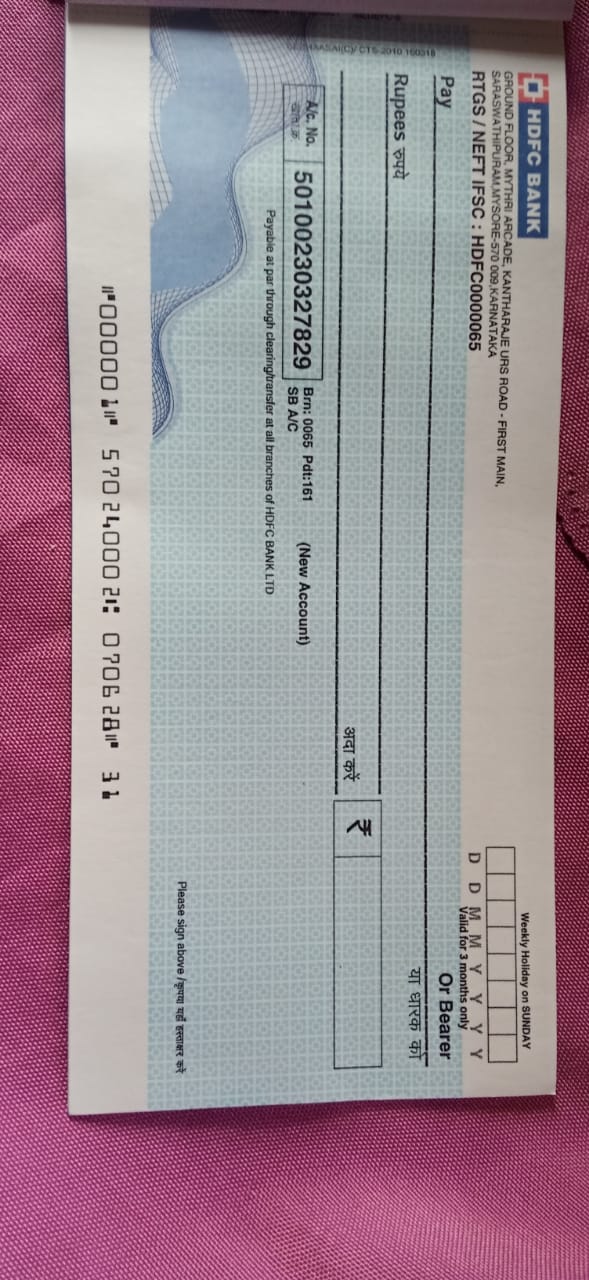 HDFC BANK
GROUND FLOOR, MYTHRI ARCADE, KANTHARAJE URS ROAD - FIRST MAIN,
SARASWATHIPURAM,MYSORE-570 009,KARNATAKA
RTGS / NEFT IFSC : HDFC0000065
Weekly Holiday on SUNDAY
D D M M Y Y Y Y
Valid for 3 months only
Pay
Or Bearer
या धारक को
Rupees रुपये
अदा करें
₹
A/c. No.
50100230327829
Brn: 0065 Pdt:161
SB A/C
(New Account)
Payable at par through clearing/transfer at all branches of HDFC BANK LTD
CTS-2010
Please sign above /कृपया यहाँ हस्ताक्षर करें
⑈000001⑈ 570240002⑆ 070628⑈ 31